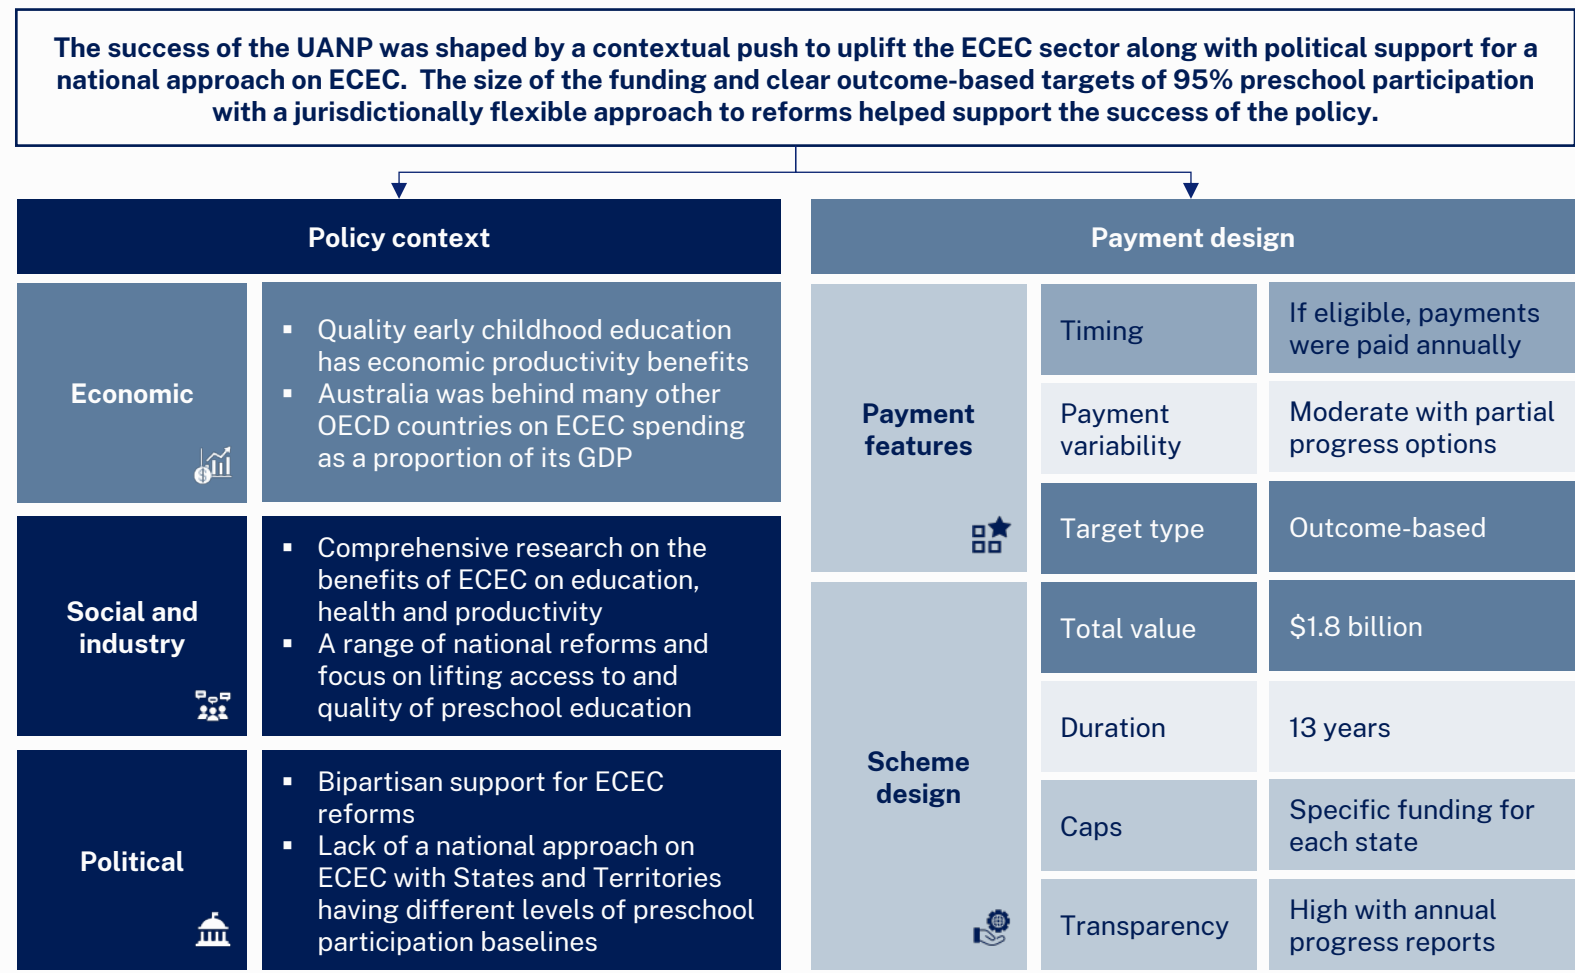 The success of the UANP was shaped by a contextual push to uplift the ECEC sector along with political support for a
national approach on ECEC. The size of the funding and clear outcome-based targets of 95% preschool participation
with a jurisdictionally flexible approach to reforms helped support the success of the policy.
Policy context
Economic
▪ Quality early childhood education
has economic productivity benefits
▪ Australia was behind many other
OECD countries on ECEC spending
as a proportion of its GDP
Social and
industry
▪ Comprehensive research on the
benefits of ECEC on education,
health and productivity
▪ A range of national reforms and
focus on lifting access to and
quality of preschool education
Political
▪ Bipartisan support for ECEC
reforms
▪ Lack of a national approach on
ECEC with States and Territories
having different levels of preschool
participation baselines
Payment design
Payment
features
Timing
If eligible, payments
were paid annually
Payment
variability
Moderate with partial
progress options
Target type
Outcome-based
Scheme
design
Total value
$1.8 billion
Duration
13 years
Caps
Specific funding for
each state
Transparency
High with annual
progress reports